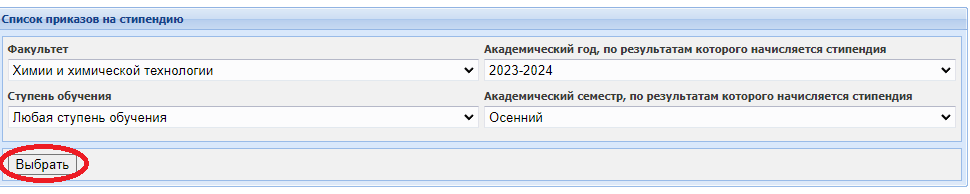 Список приказов на стипендию
Факультет
Академический год, по результатам которого начисляется стипендия
Химии и химической технологии
2023-2024
Ступень обучения
Академический семестр, по результатам которого начисляется стипендия
Любая ступень обучения
Осенний
Выбрать